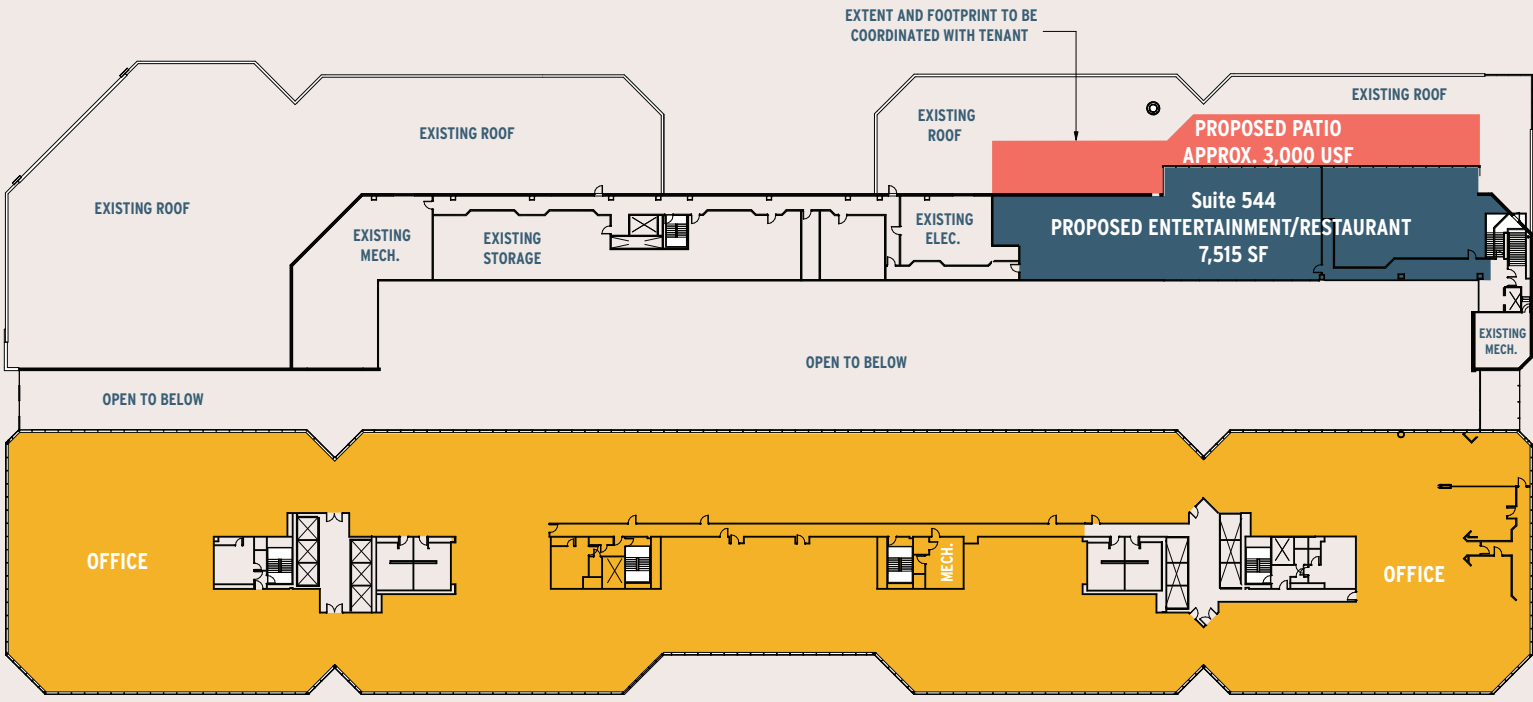 EXTENT AND FOOTPRINT TO BE
COORDINATED WITH TENANT
EXISTING ROOF
EXISTING
ROOF
EXISTING ROOF
PROPOSED PATIO
APPROX. 3,000 USF
EXISTING ROOF
EXISTING
MECH.
EXISTING
STORAGE
EXISTING
ELEC.
Suite 544
PROPOSED ENTERTAINMENT/RESTAURANT
7,515 SF
EXISTING
MECH.
OPEN TO BELOW
OPEN TO BELOW
OFFICE
MECH.
OFFICE